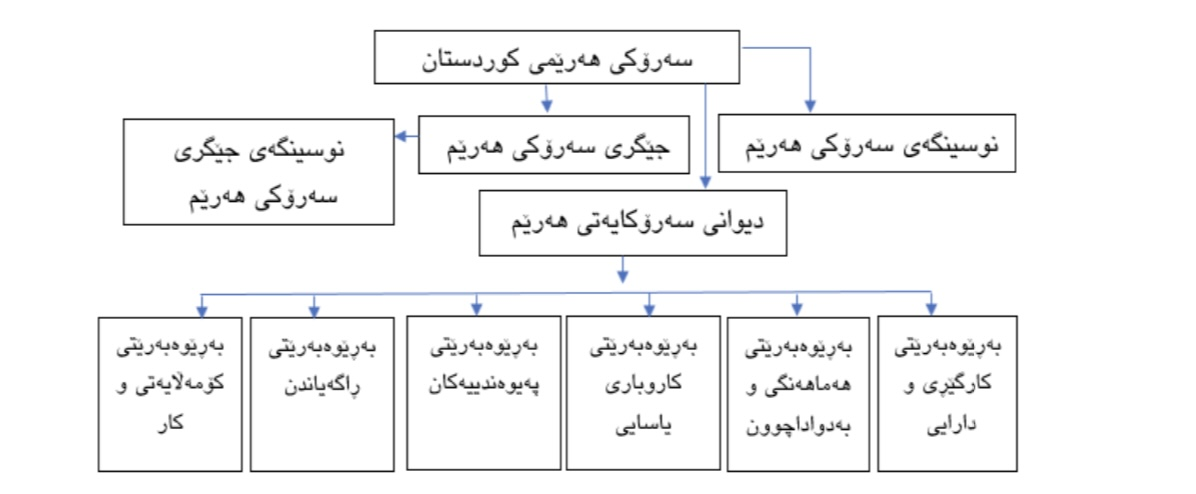 سەرۆکی هەرێمی کوردستان
نوسینگەی سەرۆکی هەرێم
جێگری سەرۆکی هەرێم
نوسینگەی جێگری
سەرۆکی هەرێم
دیوانی سەرۆکایەتی هەرێم
بەڕێوەبەرێتی
کارگێڕی و
دارایی
بەڕێوەبەرێتی
هەماهەنگی و
بەدواداچوون
بەڕێوەبەرێتی
کاروباری
یاسایی
بەڕێوەبەرێتی
پەیوەندییەکان
بەڕێوەبەرێتی
ڕاگەیاندن
بەڕێوەبەرێتی
کۆمەڵایەتی و
کار